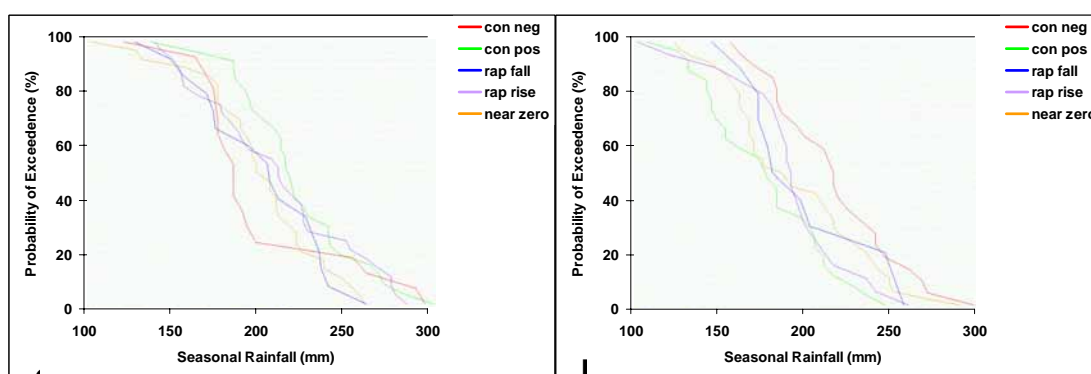 con neg
con pos
rap fall
rap rise
near zero
Probability of Exceedence (%)
100
80
60
40
20
0
100 150 200 250 300
Seasonal Rainfall (mm)
con neg
con pos
rap fall
rap rise
near zero
Probability of Exceedence (%)
100
80
60
40
20
0
100 150 200 250 300
Seasonal Rainfall (mm)